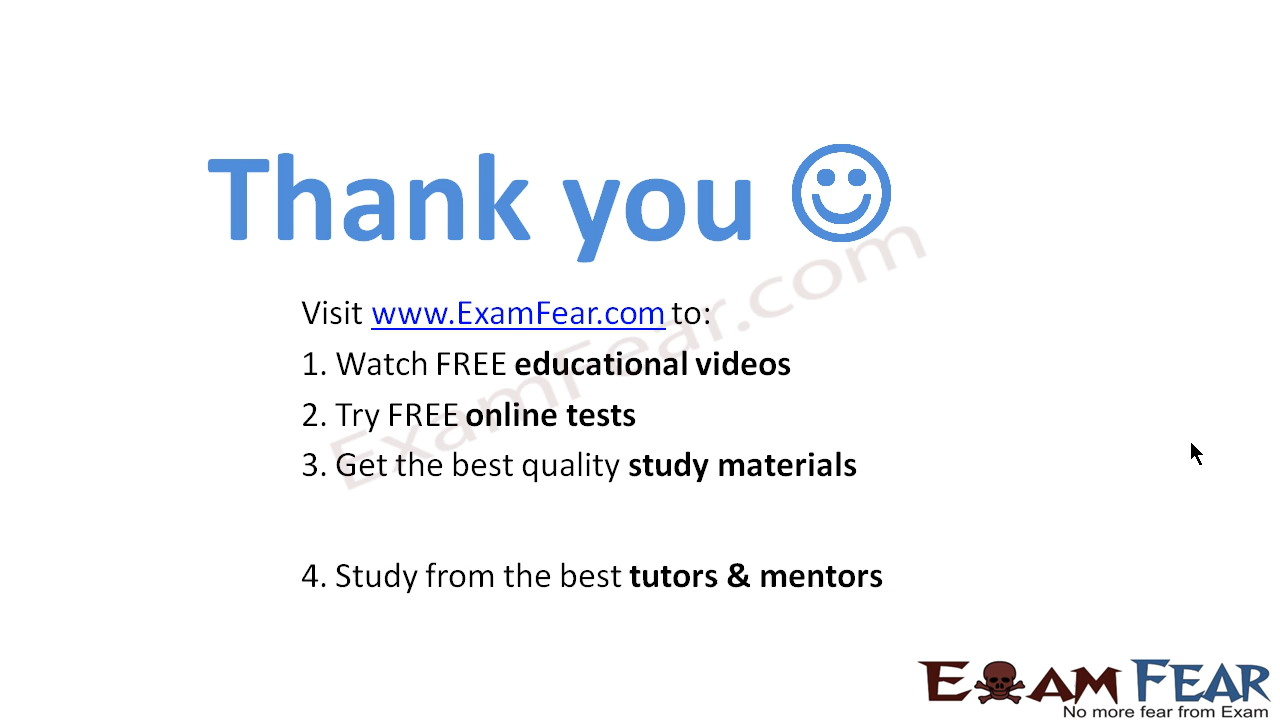 Thank you
Visit www.ExamFear.com to:
1. Watch FREE educational videos
2. Try FREE online tests
3. Get the best quality study materials
4. Study from the best tutors & mentors
ExamFear.com
EXAM FEAR
No more fear from Exam